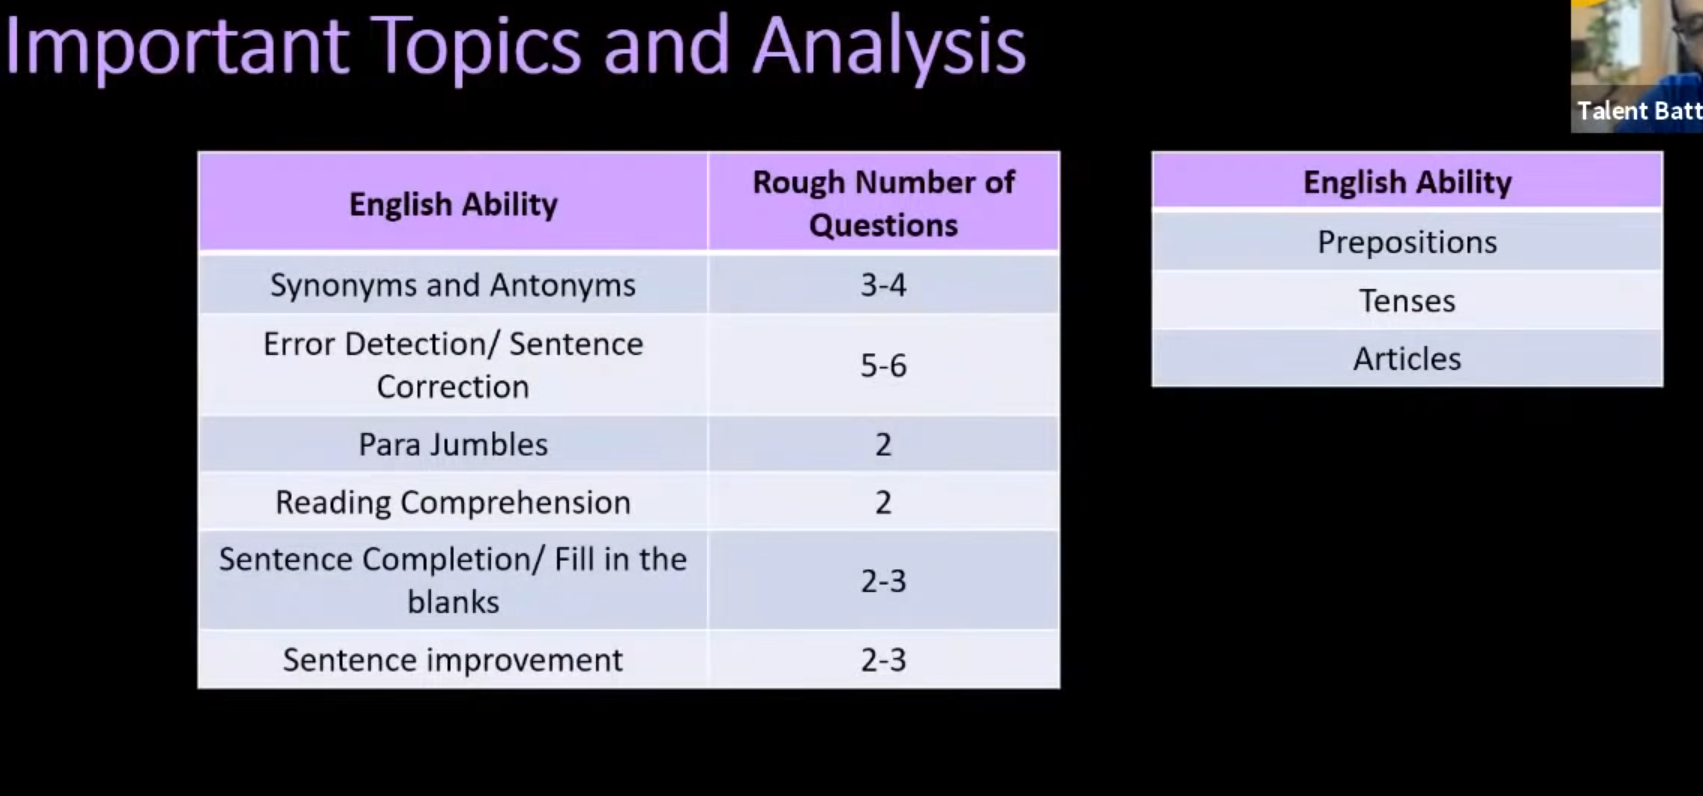 Important Topics and Analysis
Talent Batt
English Ability
Rough Number of
Questions
Synonyms and Antonyms
3-4
Error Detection/ Sentence
Correction
5-6
Para Jumbles
2
Reading Comprehension
2
Sentence Completion/ Fill in the
blanks
2-3
Sentence improvement
2-3
English Ability
Prepositions
Tenses
Articles